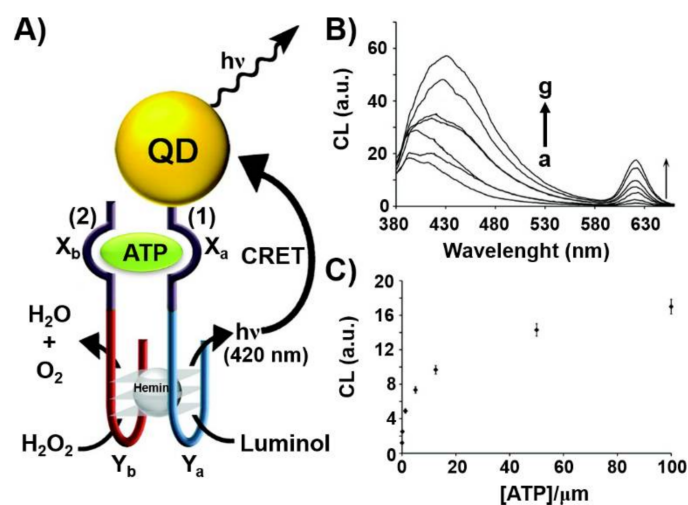 A)
hν
QD
(2) (1)
Xb ATP Xa
CRET
H2O
+
O2
hν
(420 nm)
Hemin
H2O2
Luminol
Yb Ya
B)
CL (a.u.)
60
40
20
0
g
a
380 430 480 530 580 630
Wavelenght (nm)
C)
CL (a.u.)
20
16
12
8
4
0
0 20 40 60 80 100
[ATP]/μm